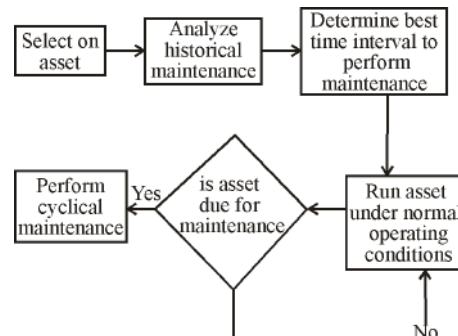 Select on
asset
Analyze
historical
maintenance
Determine best
time interval to
perform
maintenance
Perform
cyclical
maintenance
Yes
is asset
due for
maintenance
Run asset
under normal
operating
conditions
No